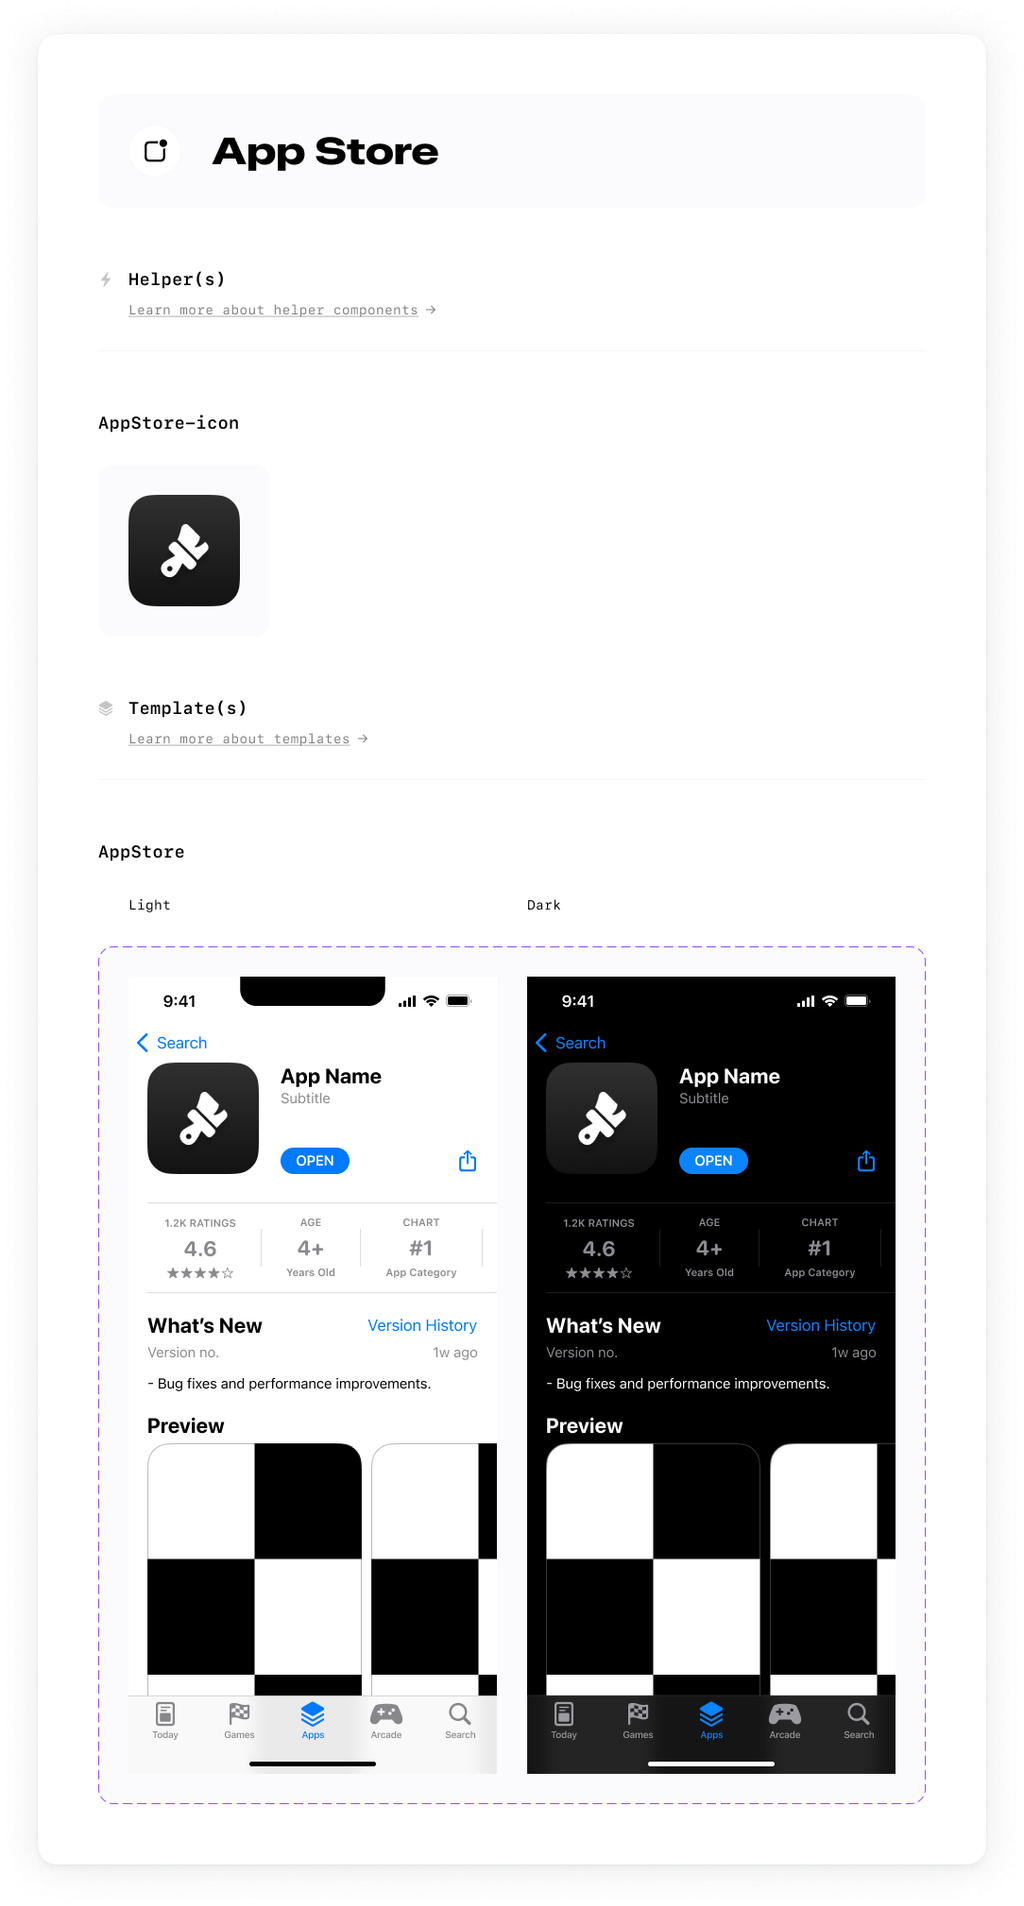 App Store
Helper(s)
Learn more about helper components →
AppStore-icon
Template(s)
Learn more about templates →
AppStore
Light
Dark
9:41
Search
App Name
Subtitle
OPEN
1.2K RATINGS
AGE
CHART
4.6
4+
#1
★★★★☆
Years Old
App Category
What's New
Version History
Version no.
1w ago
- Bug fixes and performance improvements.
Preview
Today
Games
Apps
Arcade
Search
9:41
Search
App Name
Subtitle
OPEN
1.2K RATINGS
AGE
CHART
4.6
4+
#1
★★★★☆
Years Old
App Category
What's New
Version History
Version no.
1w ago
- Bug fixes and performance improvements.
Preview
Today
Games
Apps
Arcade
Search